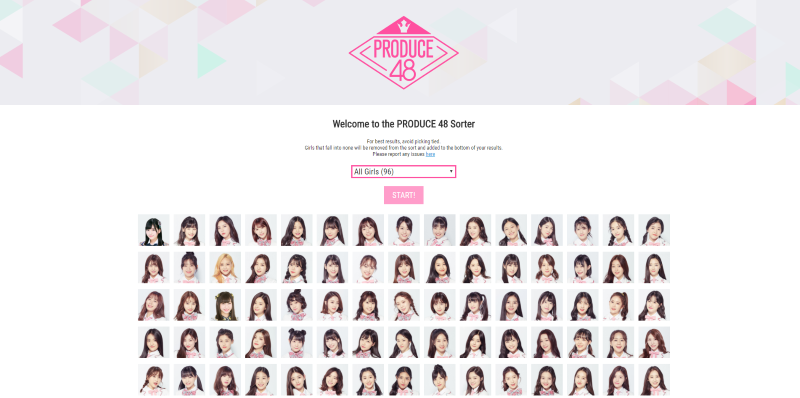 PRODUCE
48
Welcome to the PRODUCE 48 Sorter
For best results, avoid picking tied.
Girls that fall into none will be removed from the sort and added to the bottom of your results.
Please report any issues here
All Girls (96)
START!